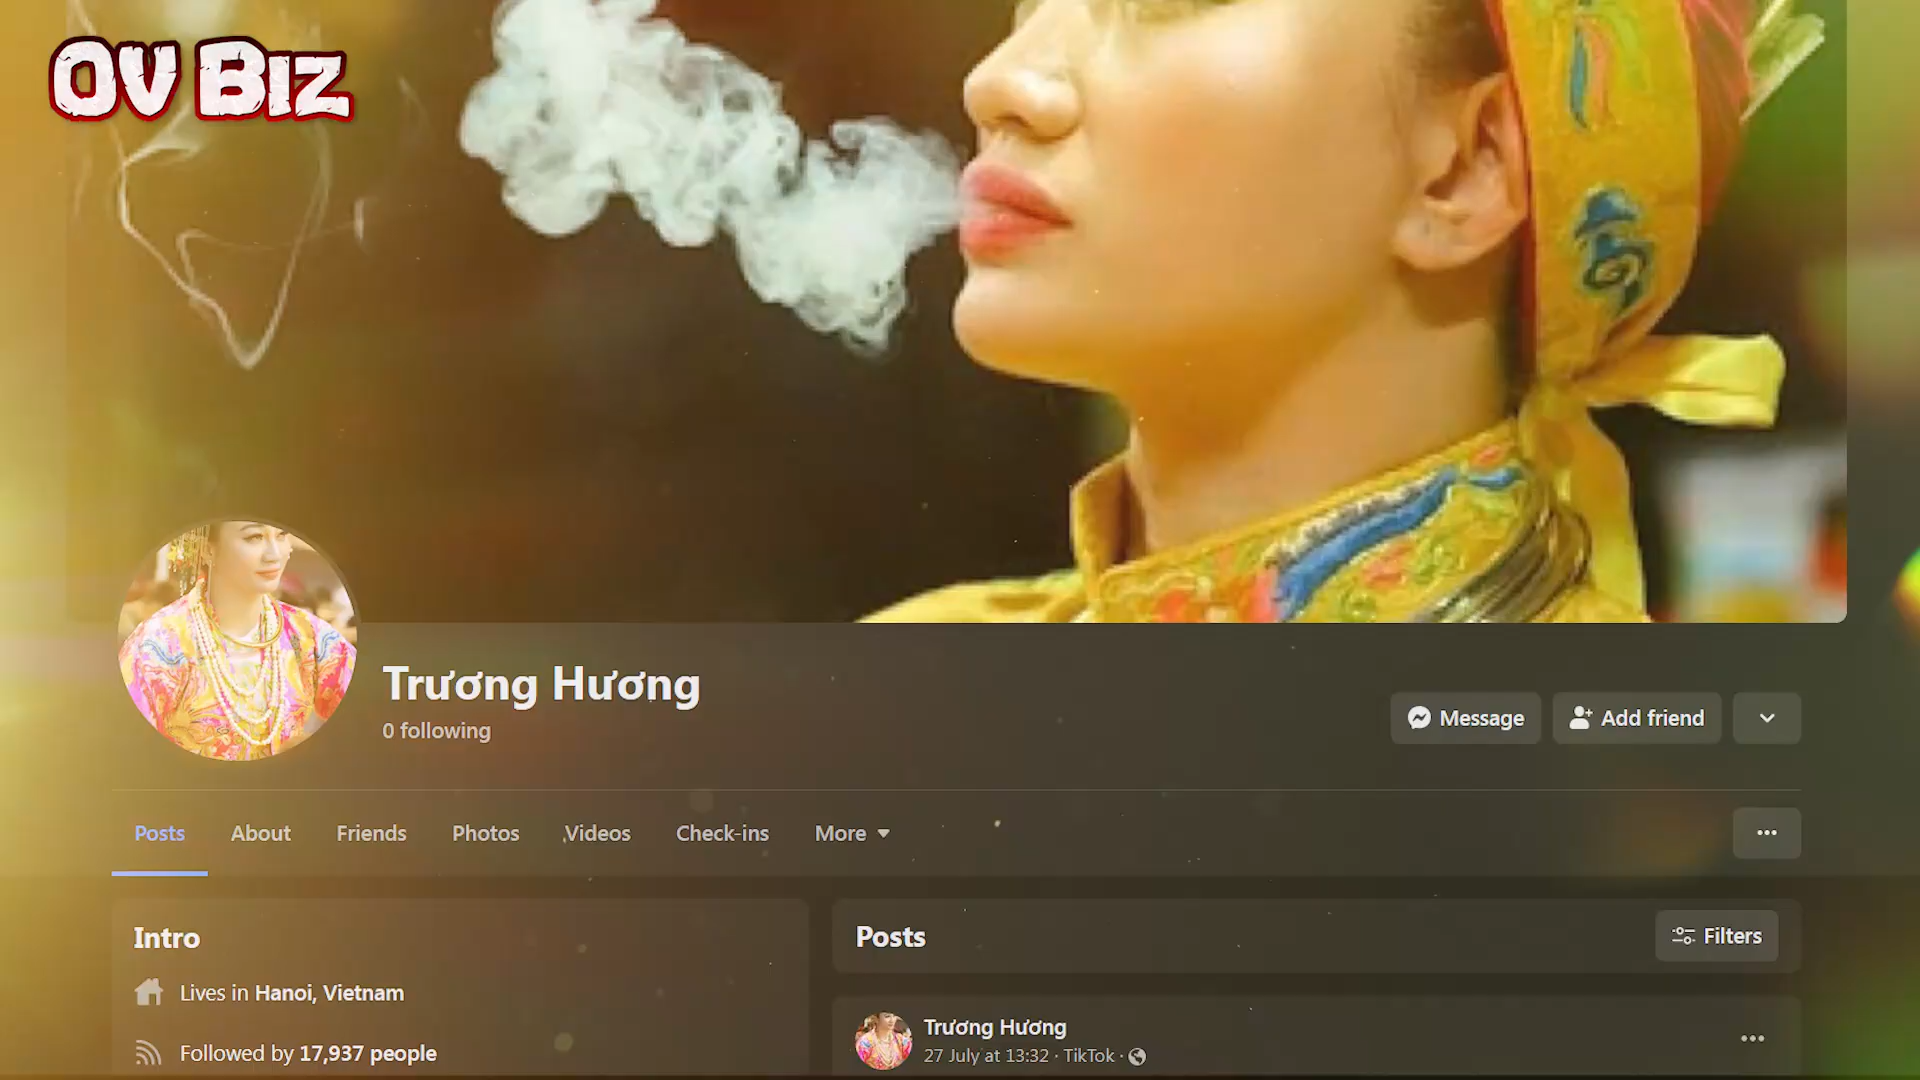 OV BIZ
Trương Hương
0 following
Message
Add friend
Posts
About
Friends
Photos
Videos
Check-ins
More
Intro
Lives in Hanoi, Vietnam
Followed by 17,937 people
Posts
Filters
Trương Hương
27 July at 13:32 · TikTok ·